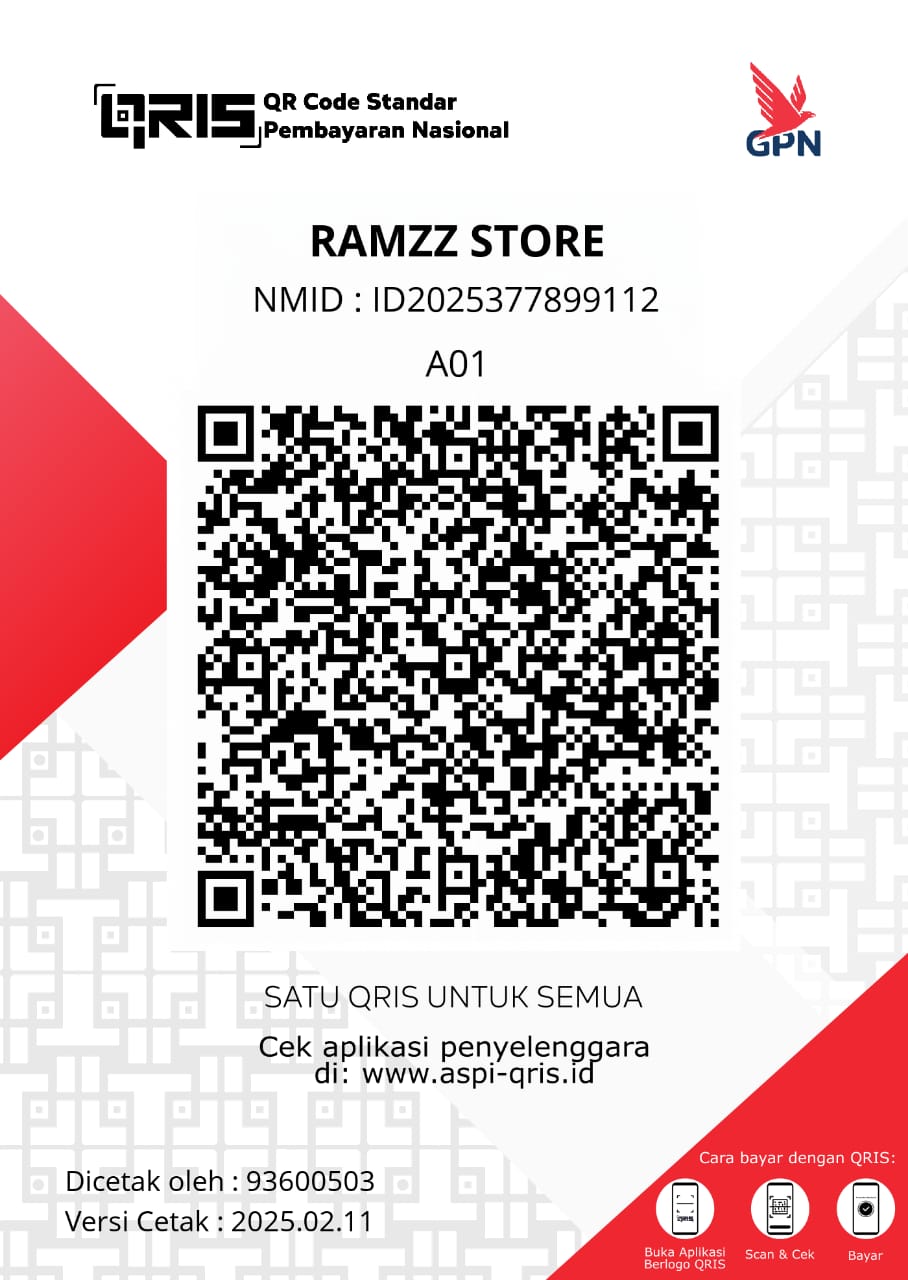 QRIS QR Code Standar
Pembayaran Nasional
GPN
RAMZZ STORE
NMID : ID2025377899112
A01
SATU QRIS UNTUK SEMUA
Cek aplikasi penyelenggara
di: www.aspi-qris.id
Dicetak oleh : 93600503
Versi Cetak : 2025.02.11
Cara bayar dengan QRIS:
Buka Aplikasi
Berlogo QRIS
Scan & Cek
Bayar